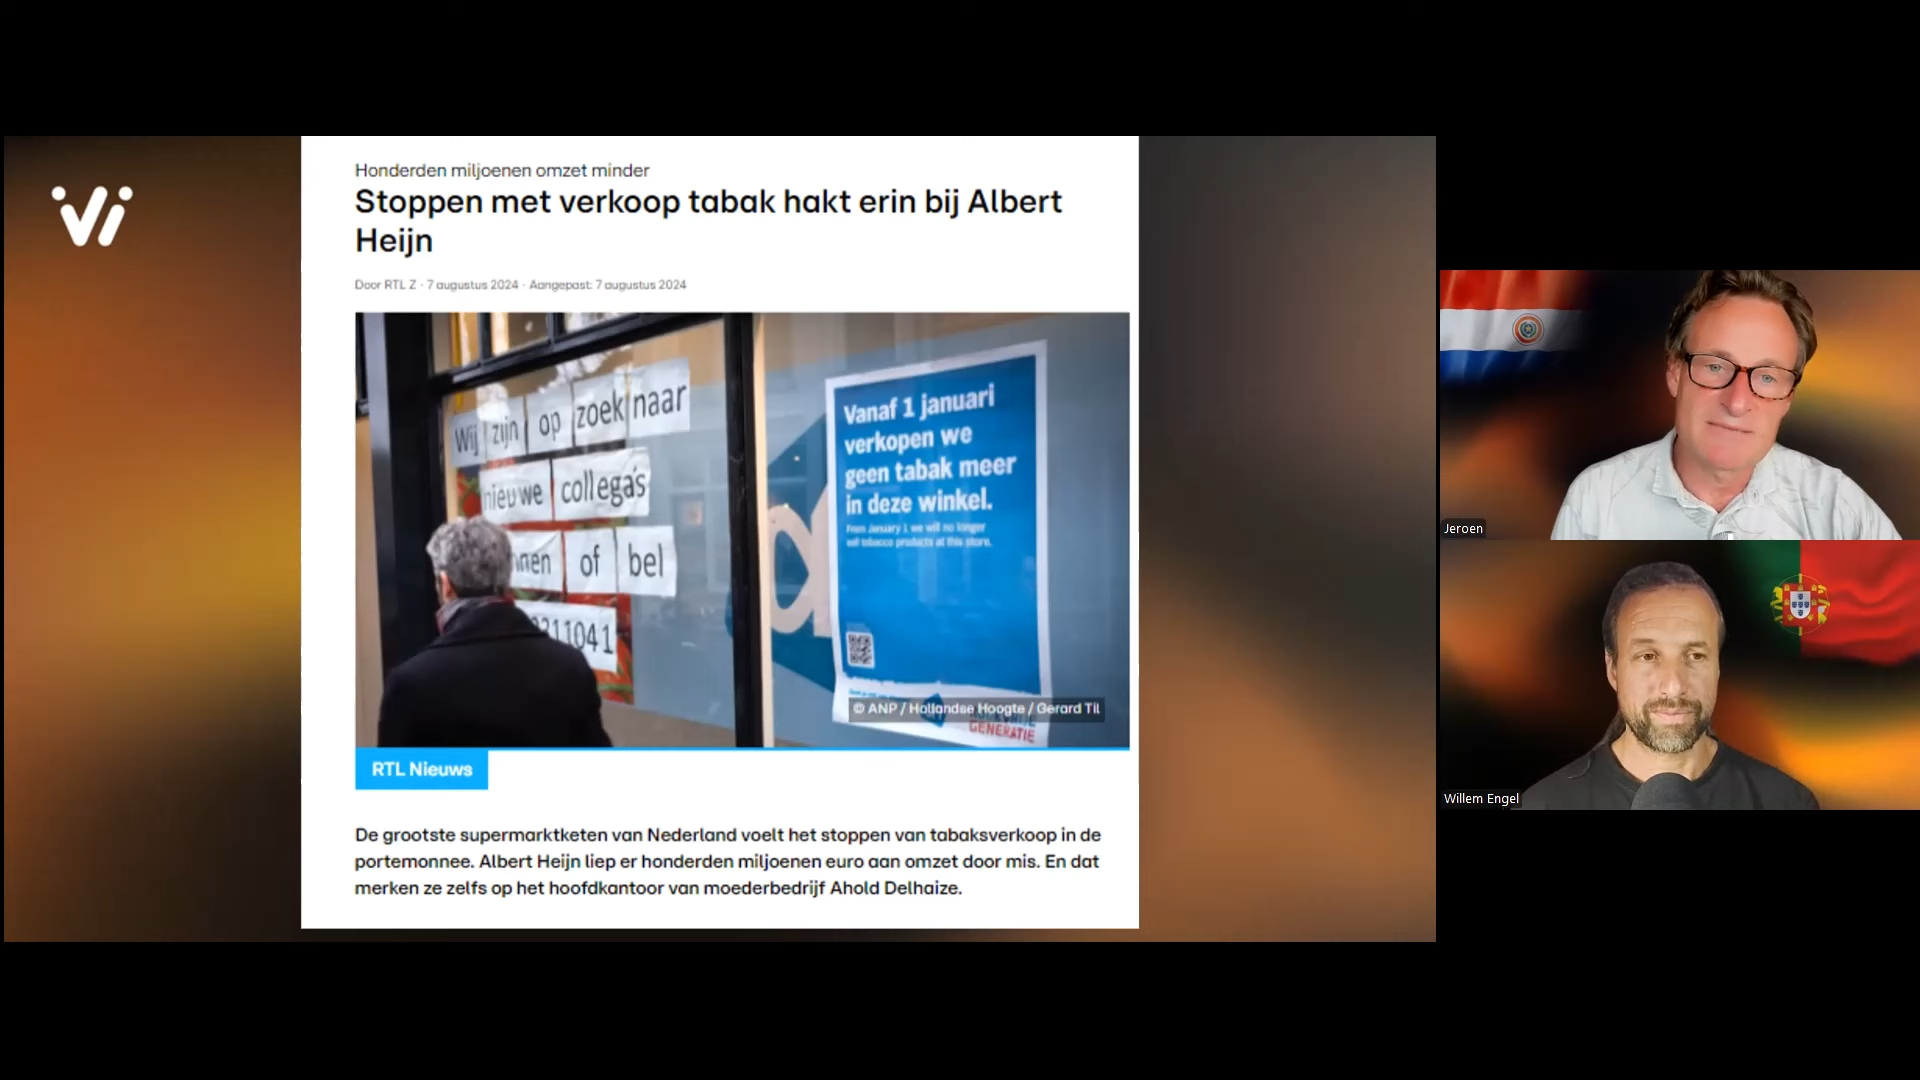 Honderden miljoenen omzet minder
Stoppen met verkoop tabak hakt erin bij Albert
Heijn
Door RTL Z · 7 augustus 2024 · Aangepast: 7 augustus 2024
Wij zijn op zoek naar
nieuwe collega's
of bel
11041
Vanaf 1 januari
verkopen we
geen tabak meer
in deze winkel.
From January 1 we will no longer
sell tobacco products at this store.
© ANP / Hollandse Hoogte / Gerard Til
GENERATIE
RTL Nieuws
De grootste supermarktketen van Nederland voelt het stoppen van tabaksverkoop in de
portemonnee. Albert Heijn liep er honderden miljoenen euro aan omzet door mis. En dat
merken ze zelfs op het hoofdkantoor van moederbedrijf Ahold Delhaize.
Jeroen
Willem Engel